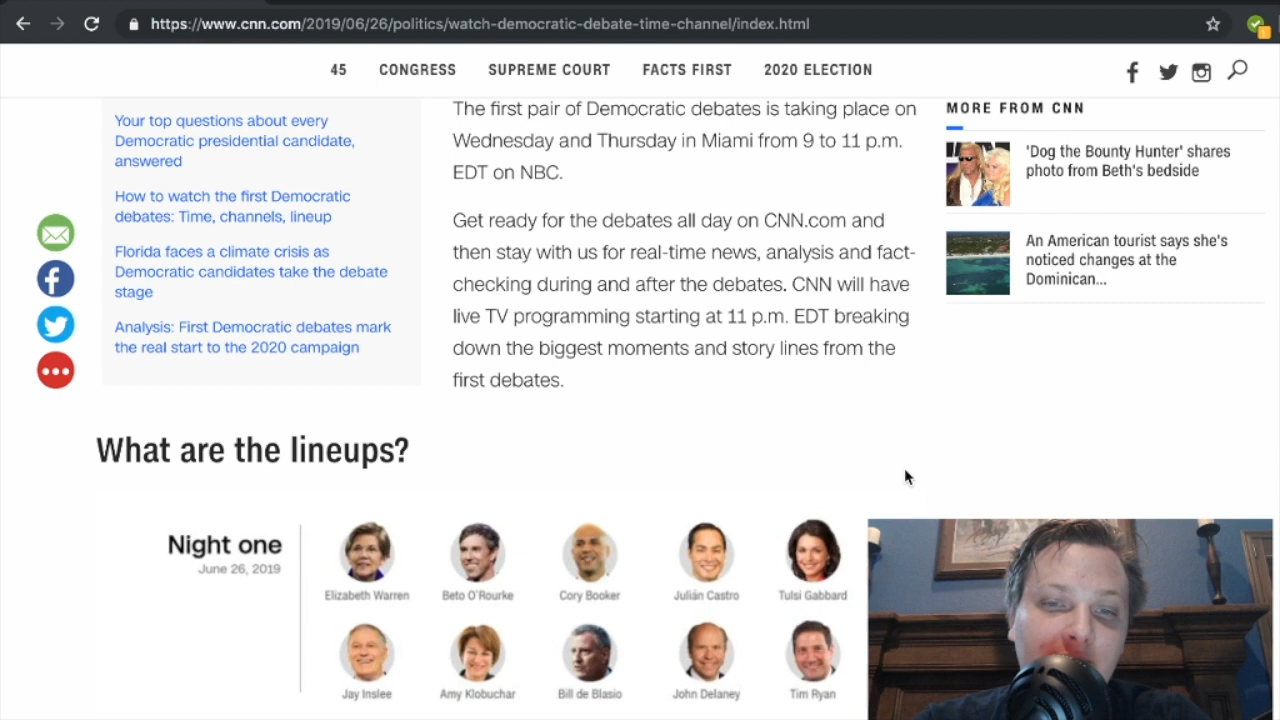 https://www.cnn.com/2019/06/26/politics/watch-democratic-debate-time-channel/index.html
45 CONGRESS SUPREME COURT FACTS FIRST 2020 ELECTION
Your top questions about every
Democratic presidential candidate,
answered
How to watch the first Democratic
debates: Time, channels, lineup
Florida faces a climate crisis as
Democratic candidates take the debate
stage
Analysis: First Democratic debates mark
the real start to the 2020 campaign
The first pair of Democratic debates is taking place on
Wednesday and Thursday in Miami from 9 to 11 p.m.
EDT on NBC.
Get ready for the debates all day on CNN.com and
then stay with us for real-time news, analysis and fact-
checking during and after the debates. CNN will have
live TV programming starting at 11 p.m. EDT breaking
down the biggest moments and story lines from the
first debates.
MORE FROM CNN
'Dog the Bounty Hunter' shares
photo from Beth's bedside
An American tourist says she's
noticed changes at the
Dominican...
What are the lineups?
Night one
June 26, 2019
Elizabeth Warren Beto O'Rourke Cory Booker Julián Castro Tulsi Gabbard
Jay Inslee Amy Klobuchar Bill de Blasio John Delaney Tim Ryan